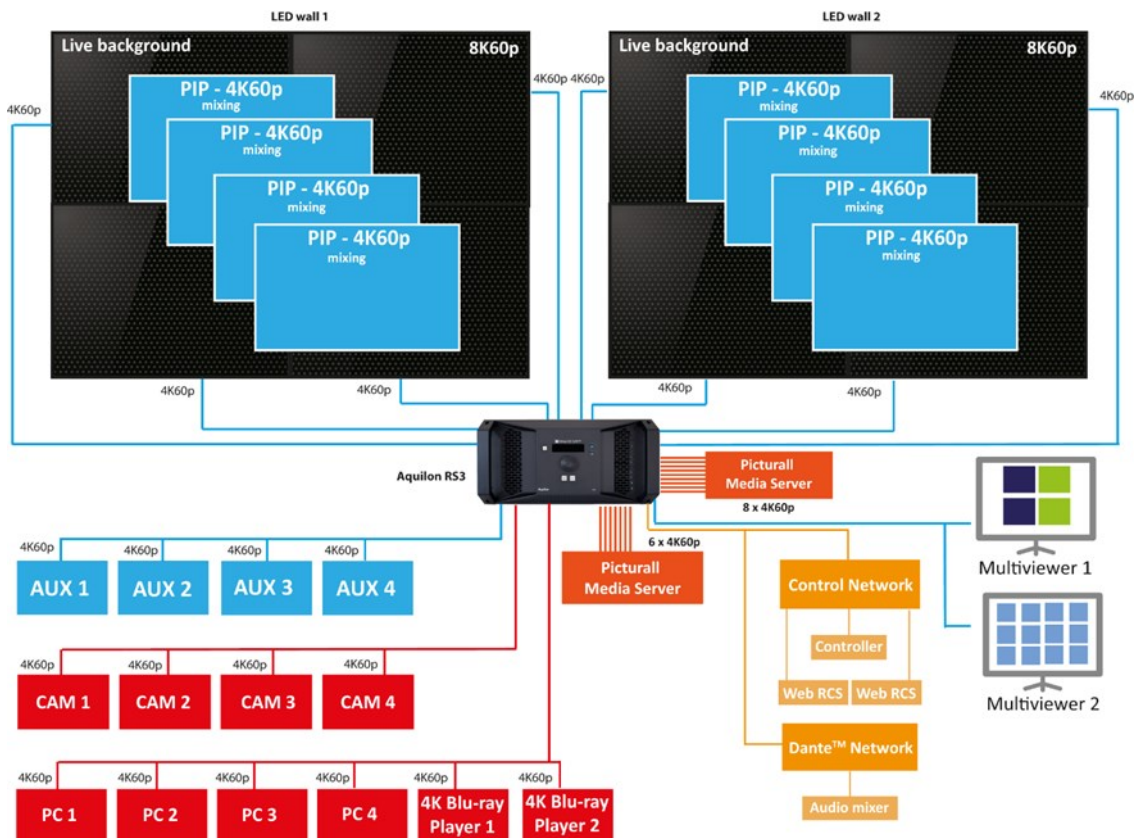 LED wall 1
LED wall 2
Live background
8K60p
Live background
8K60p
PIP - 4K60p
mixing
PIP - 4K60p
mixing
PIP - 4K60p
mixing
PIP - 4K60p
mixing
PIP - 4K60p
mixing
PIP - 4K60p
mixing
PIP - 4K60p
mixing
PIP - 4K60p
mixing
4K60p
4K60p
4K60p
4K60p
4K60p
4K60p
4K60p
4K60p
Aquilon RS3
Picturall
Media Server
8 x 4K60p
6 x 4K60p
Picturall
Media Server
4K60p
4K60p
4K60p
4K60p
AUX 1
AUX 2
AUX 3
AUX 4
Control Network
Controller
Web RCS
Web RCS
Multiviewer 1
Multiviewer 2
4K60p
4K60p
4K60p
4K60p
CAM 1
CAM 2
CAM 3
CAM 4
Dante™ Network
Audio mixer
4K60p
4K60p
4K60p
4K60p
4K60p
4K60p
PC 1
PC 2
PC 3
PC 4
4K Blu-ray
Player 1
4K Blu-ray
Player 2